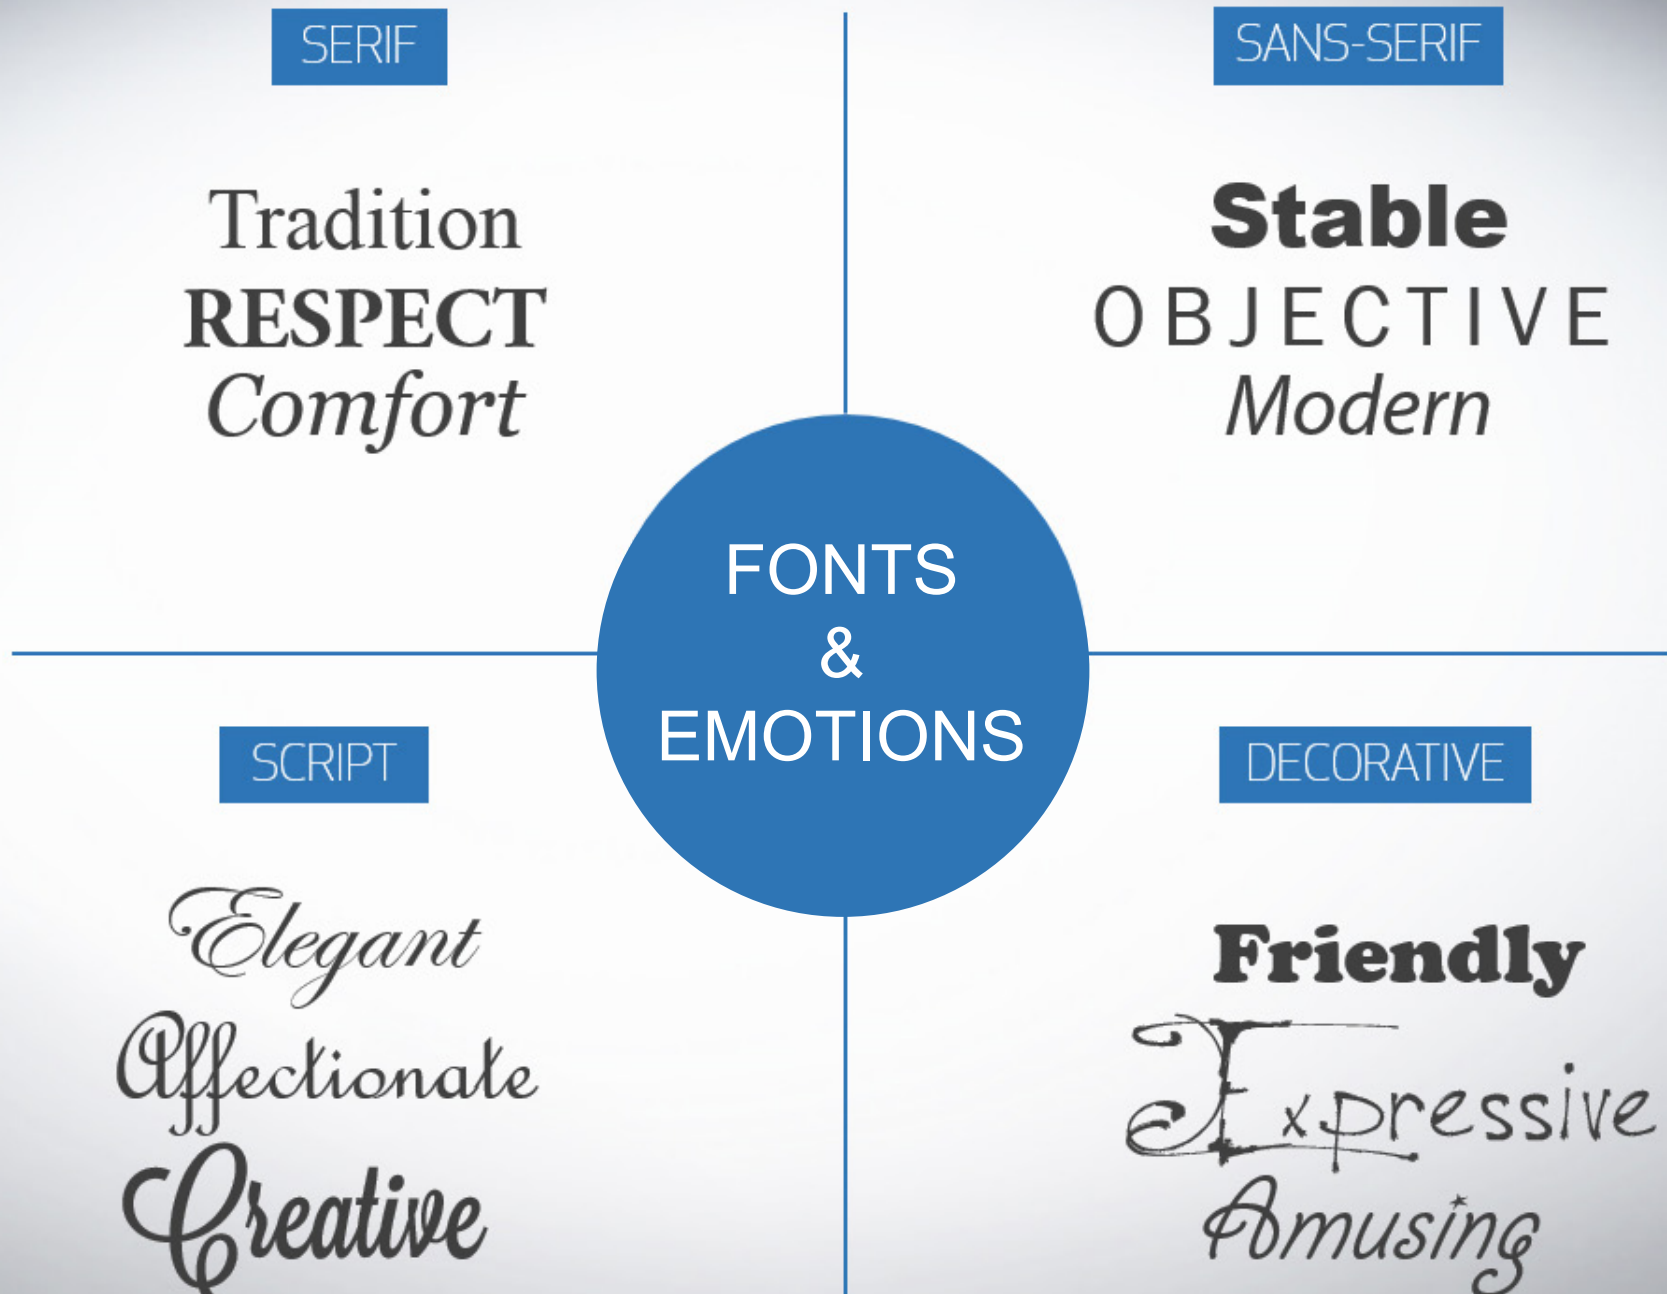 SERIF
Tradition
RESPECT
Comfort
SANS-SERIF
Stable
OBJECTIVE
Modern
FONTS
&
EMOTIONS
SCRIPT
Elegant
Affectionate
Creative
DECORATIVE
Friendly
Expressive
Amusing